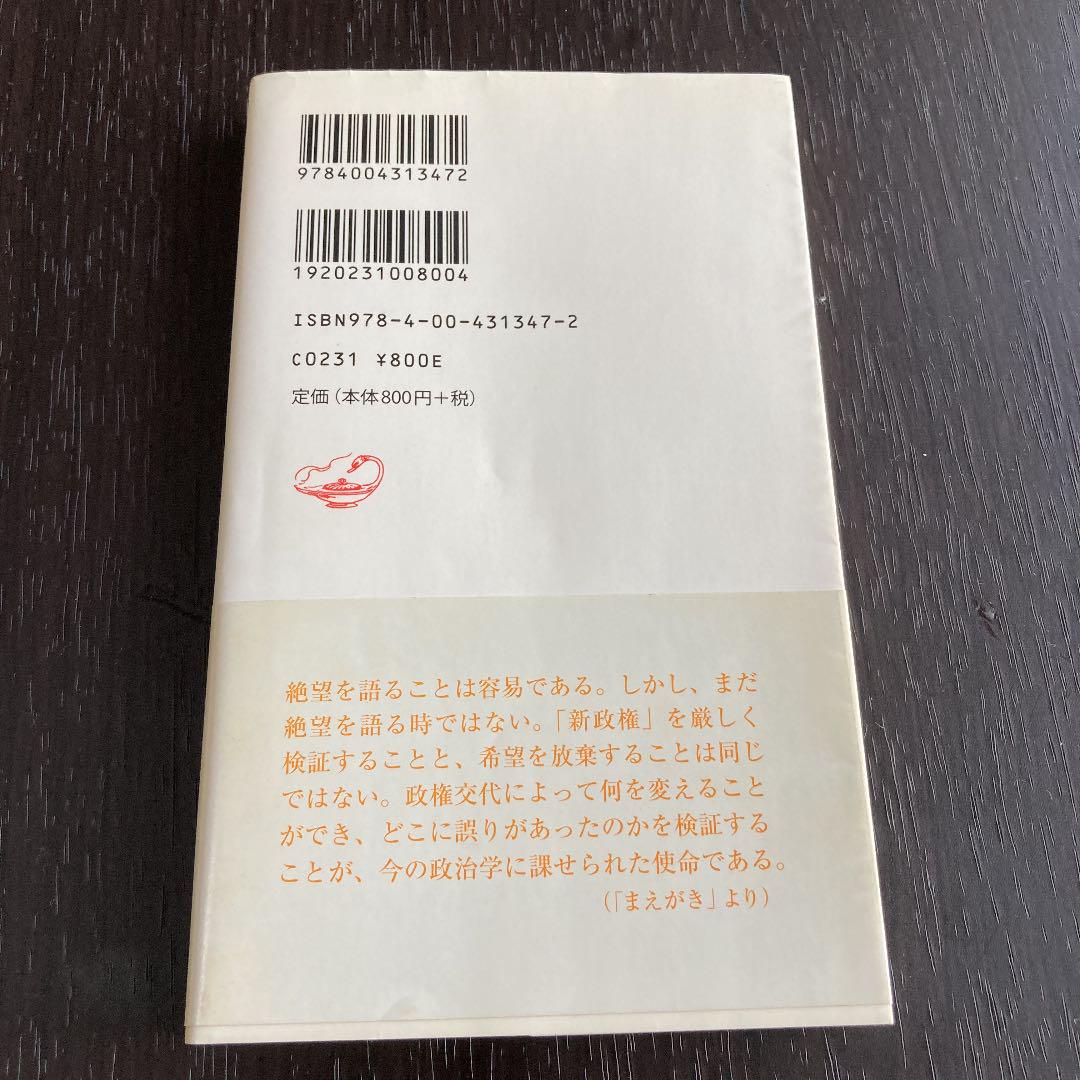 9784004313472
1920231008004
ISBN978-4-00-431347-2
C0231 ¥800E
定価（本体800円＋税）
絶望を語ることは容易である。しかし、まだ
絶望を語る時ではない。「新政権」を厳しく
検証することと、希望を放棄することは同じ
ではない。政権交代によって何を変えること
ができ、どこに誤りがあったのかを検証する
ことが、今の政治学に課せられた使命である。
（「まえがき」より）